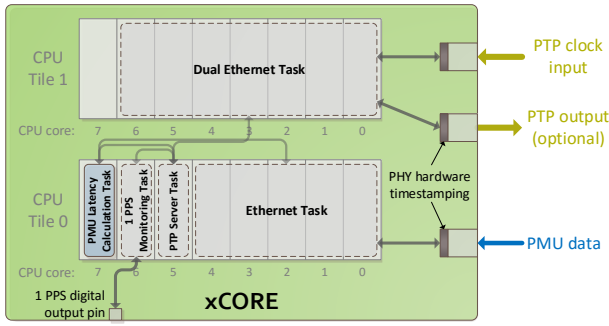 CPU
Tile 1
Dual Ethernet Task
PTP clock
input
CPU core: 7 6 5 4 3 2 1 0
PTP output
(optional)
PHY hardware
timestamping
CPU
Tile 0
PMU Latency
Calculation Task
1 PPS
Monitoring Task
PTP Server Task
Ethernet Task
PMU data
CPU core: 7 6 5 4 3 2 1 0
1 PPS digital
output pin
xCORE